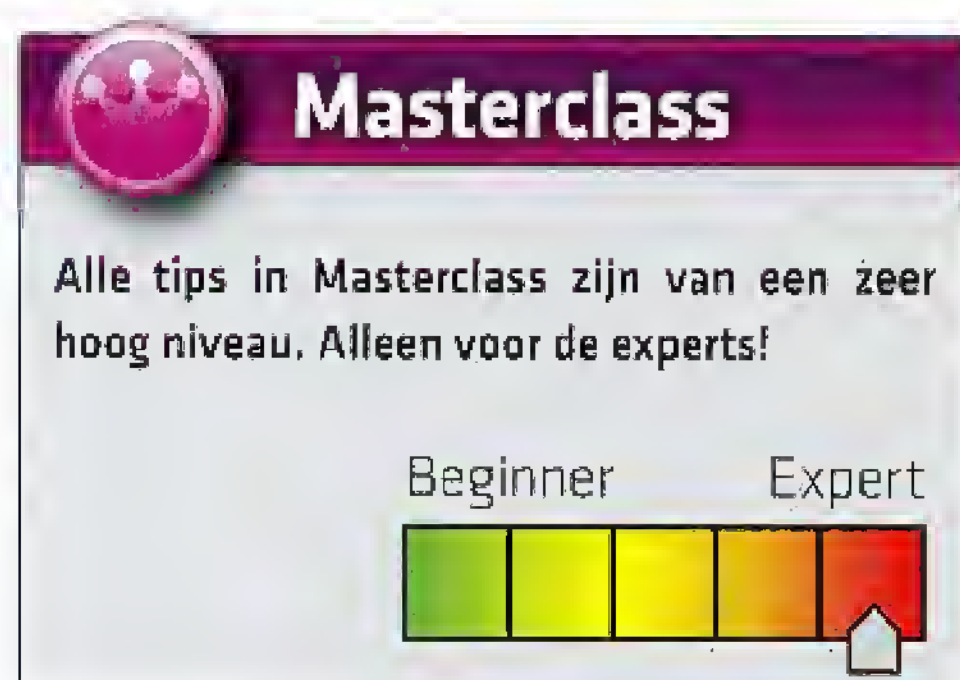 Masterclass
Alle tips in Masterclass zijn van een zeer
hoog niveau. Alleen voor de experts!
Beginner Expert